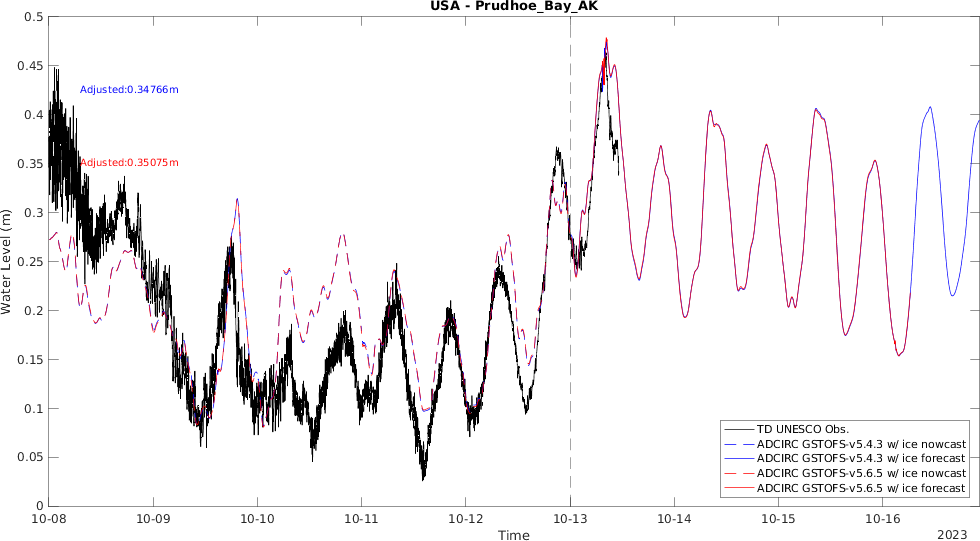 USA - Prudhoe_Bay_AK
0.5
0.45
0.4
0.35
0.3
0.25
0.2
0.15
0.1
0.05
0
Water Level (m)
Adjusted:0.34766m
Adjusted:0.35075m
TD UNESCO Obs.
ADCIRC GSTOFS-v5.4.3 w/ ice nowcast
ADCIRC GSTOFS-v5.4.3 w/ ice forecast
ADCIRC GSTOFS-v5.6.5 w/ ice nowcast
ADCIRC GSTOFS-v5.6.5 w/ ice forecast
10-08 10-09 10-10 10-11 10-12 10-13 10-14 10-15 10-16
Time
2023